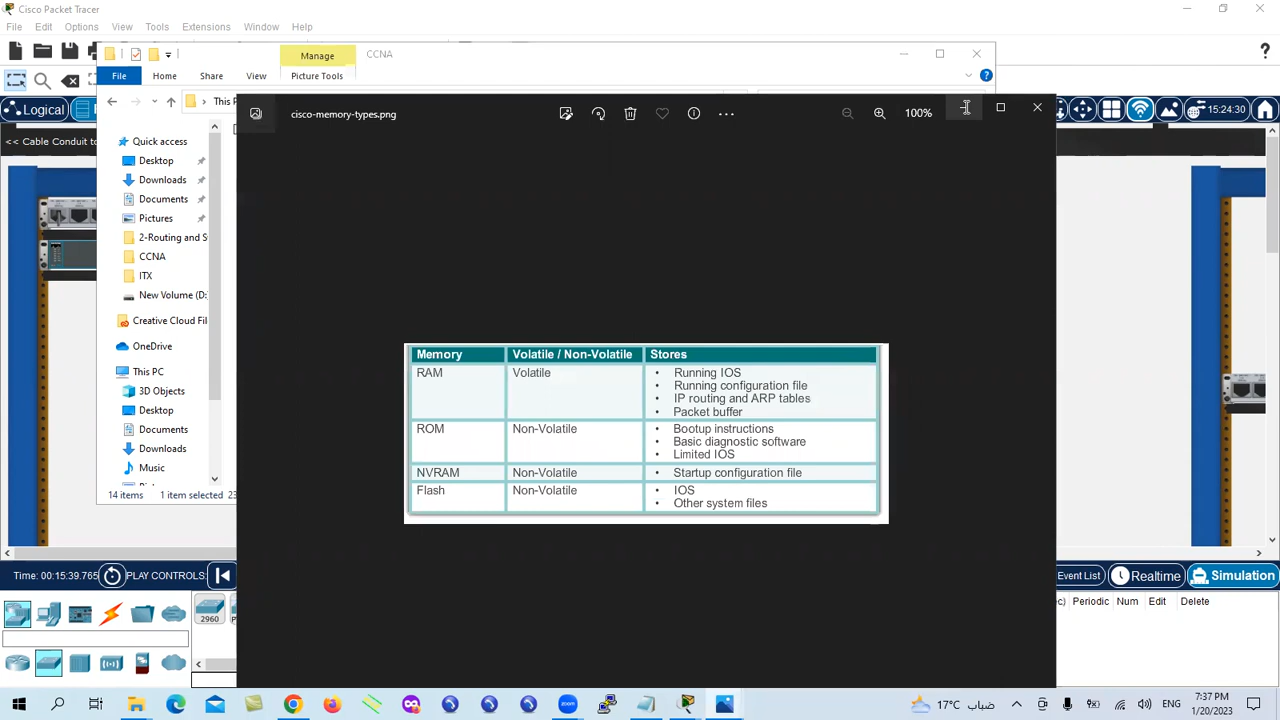 Cisco Packet Tracer
File Edit Options View Tools Extensions Window Help
Manage CCNA
File Home Share View Picture Tools
Logical
This P
15:24:30
cisco-memory-types.png
100%
<< Cable Conduit to
Quick access
Desktop
Downloads
Documents
Pictures
2-Routing and S
CCNA
ITX
New Volume (D:
Creative Cloud Fil
OneDrive
This PC
3D Objects
Desktop
Documents
Downloads
Music
14 items 1 item selected 23
Memory Volatile / Non-Volatile Stores
RAM Volatile • Running IOS
• Running configuration file
• IP routing and ARP tables
• Packet buffer
ROM Non-Volatile • Bootup instructions
• Basic diagnostic software
• Limited IOS
NVRAM Non-Volatile • Startup configuration file
Flash Non-Volatile • IOS
• Other system files
Time: 00:15:39.765 PLAY CONTROLS: Event List Realtime Simulation
Periodic Num Edit Delete
2960
zoom
17°C ضباب ENG
7:37 PM
1/20/2023